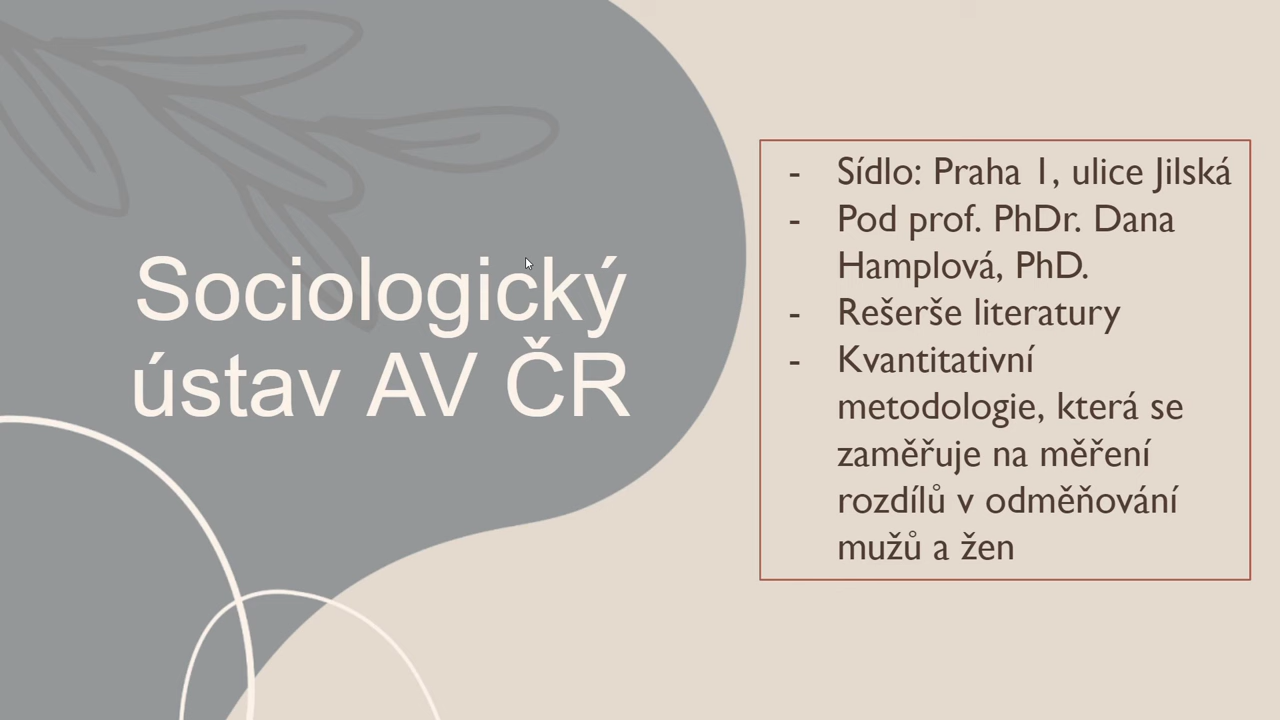 Sociologický
ústav AV ČR
- Sídlo: Praha 1, ulice Jilská
- Pod prof. PhDr. Dana
Hamplová, PhD.
- Rešerše literatury
- Kvantitativní
metodologie, která se
zaměřuje na měření
rozdílů v odměňování
mužů a žen